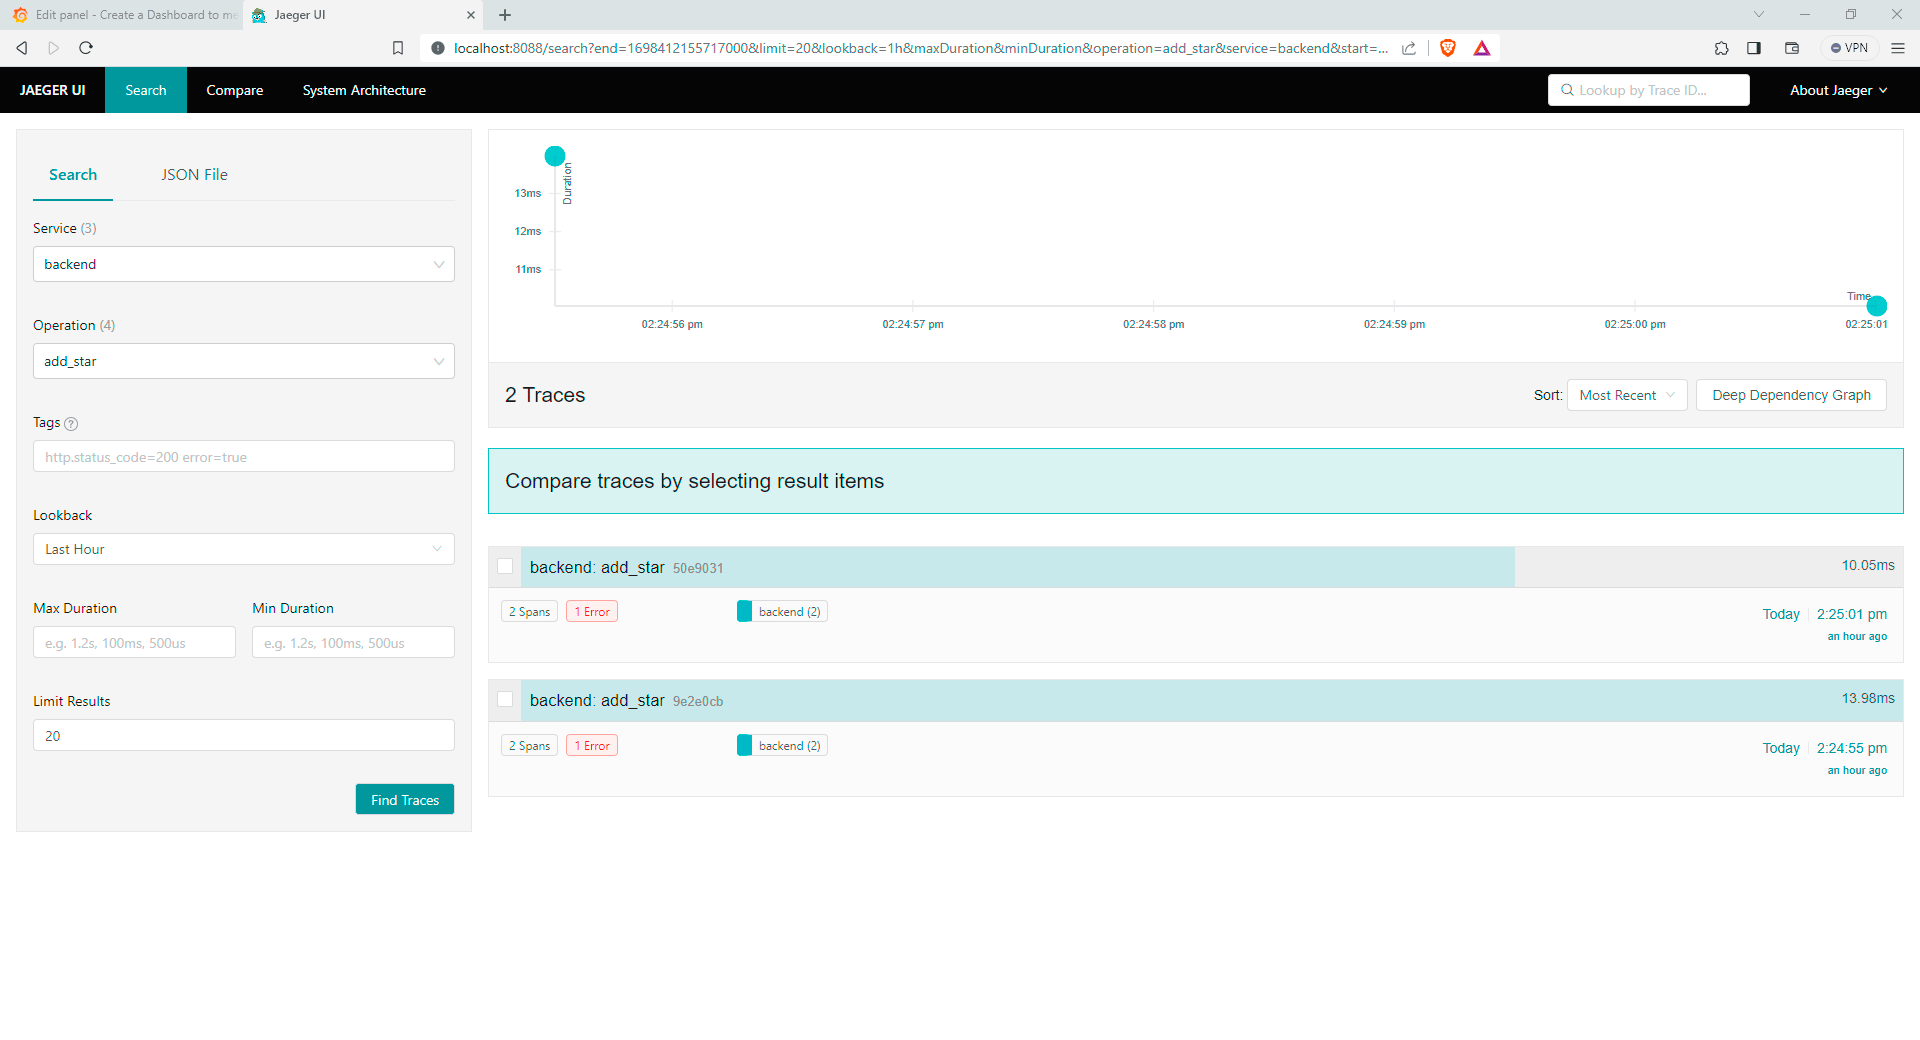 Edit panel - Create a Dashboard to me
Jaeger UI
localhost:8088/search?end=1698412155717000&limit=20&lookback=1h&maxDuration&minDuration&operation=add_star&service=backend&start=...
VPN
JAEGER UI
Search
Compare
System Architecture
Lookup by Trace ID...
About Jaeger
Search
JSON File
Service (3)
backend
Operation (4)
add_star
Tags ?
http.status_code=200 error=true
Lookback
Last Hour
Max Duration
Min Duration
e.g. 1.2s, 100ms, 500us
e.g. 1.2s, 100ms, 500us
Limit Results
20
Find Traces
Duration
13ms
12ms
11ms
Time
02:24:56 pm
02:24:57 pm
02:24:58 pm
02:24:59 pm
02:25:00 pm
02:25:01
2 Traces
Sort:
Most Recent
Deep Dependency Graph
Compare traces by selecting result items
backend: add_star 50e9031
10.05ms
2 Spans
1 Error
backend (2)
Today
2:25:01 pm
an hour ago
backend: add_star 9e2e0cb
13.98ms
2 Spans
1 Error
backend (2)
Today
2:24:55 pm
an hour ago